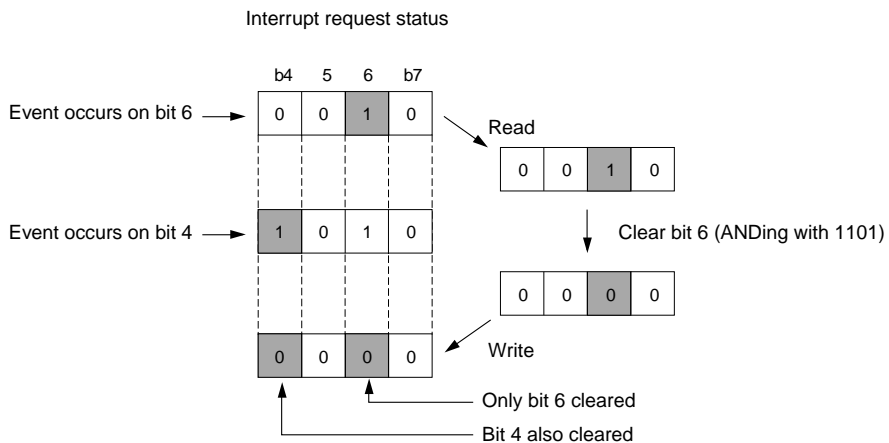 Interrupt request status
b4 5 6 b7
Event occurs on bit 6
0 0 1 0
Read
0 0 1 0
Event occurs on bit 4
1 0 1 0
Clear bit 6 (ANDing with 1101)
0 0 0 0
0 0 0 0
Write
Only bit 6 cleared
Bit 4 also cleared